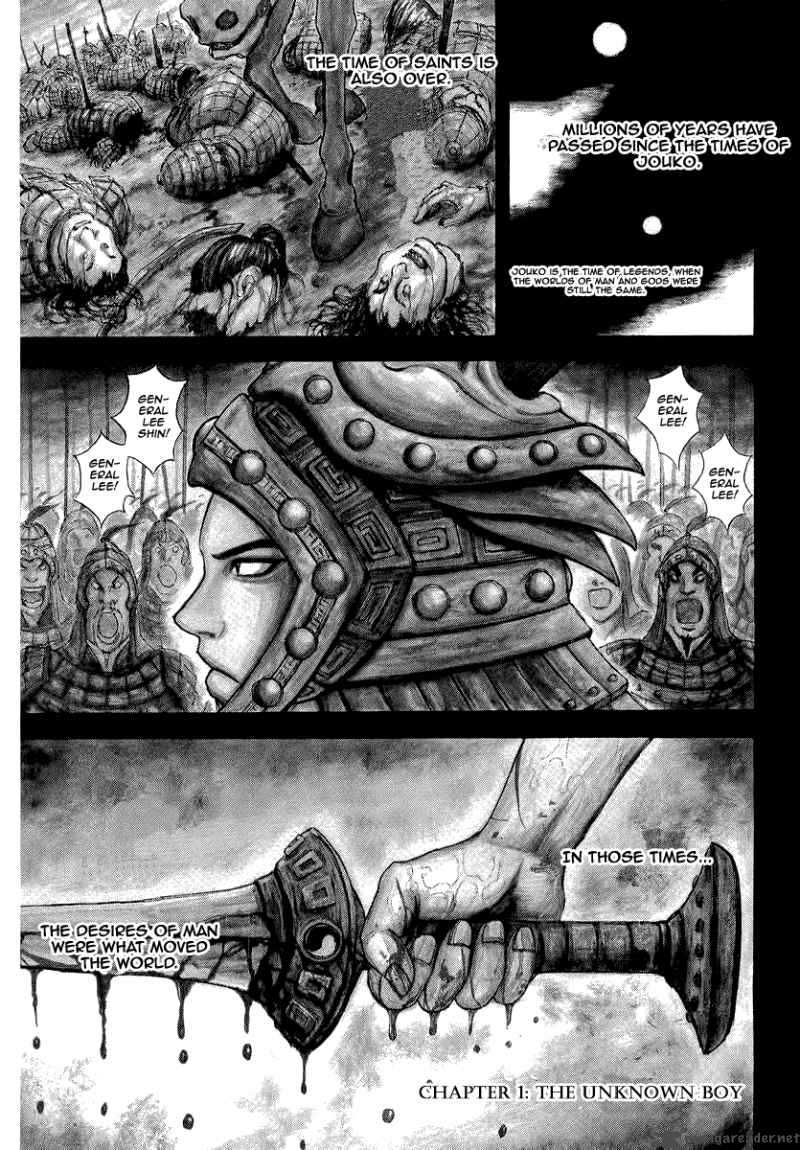 MILLIONS OF YEARS HAVE
PASSED SINCE THE TIMES OF
JOUKO.
JOUKO IS THE TIME OF LEGENDS, WHEN
THE WORLDS OF MAN AND GODS WERE
STILL THE SAME.
THE TIME OF SAINTS IS
ALSO OVER.
GEN-
ERAL
LEE!
GEN-
ERAL
LEE!
GEN-
ERAL
LEE
SHIN!
GEN-
ERAL
LEE!
IN THOSE TIMES...
THE DESIRES OF MAN
WERE WHAT MOVED
THE WORLD.
CHAPTER 1: THE UNKNOWN BOY
mangareader.net